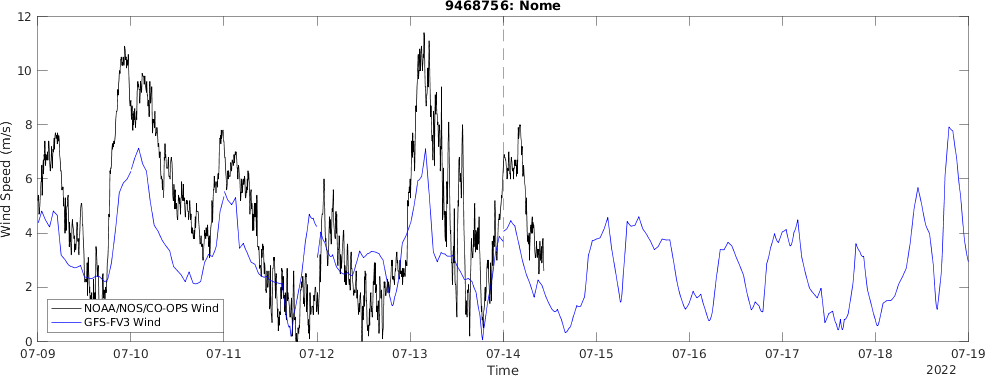 9468756: Nome
12
10
8
6
4
2
0
Wind Speed (m/s)
NOAA/NOS/CO-OPS Wind
GFS-FV3 Wind
07-09 07-10 07-11 07-12 07-13 07-14 07-15 07-16 07-17 07-18 07-19
Time
2022